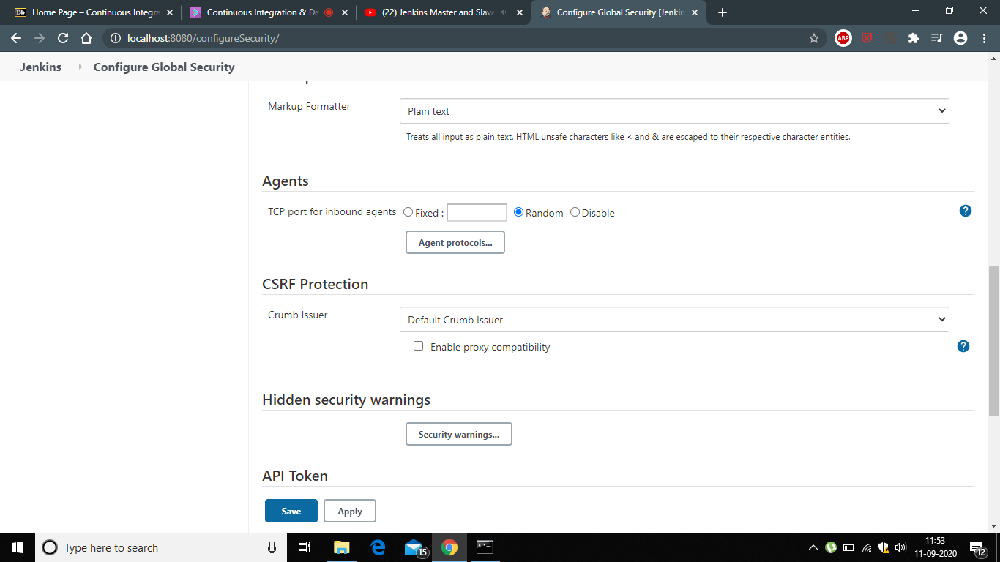 Home Page – Continuous Integra
Continuous Integration & De
(22) Jenkins Master and Slave
Configure Global Security [Jenkin
localhost:8080/configureSecurity/
ABP
Jenkins
Configure Global Security
Markup Formatter
Plain text
Treats all input as plain text. HTML unsafe characters like < and & are escaped to their respective character entities.
Agents
TCP port for inbound agents Fixed : Random Disable
Agent protocols...
CSRF Protection
Crumb Issuer
Default Crumb Issuer
Enable proxy compatibility
Hidden security warnings
Security warnings...
API Token
Save Apply
Type here to search
15
11:53
11-09-2020
12